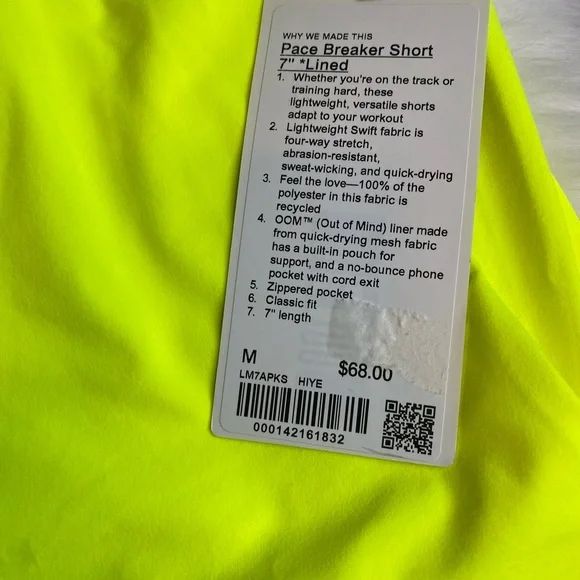 WHY WE MADE THIS
Pace Breaker Short
7" *Lined
1. Whether you're on the track or
training hard, these
lightweight, versatile shorts
adapt to your workout
2. Lightweight Swift fabric is
four-way stretch,
abrasion-resistant,
sweat-wicking, and quick-drying
3. Feel the love—100% of the
polyester in this fabric is
recycled
4. OOM™ (Out of Mind) liner made
from quick-drying mesh fabric
has a built-in pouch for
support, and a no-bounce phone
pocket with cord exit
5. Zippered pocket
6. Classic fit
7. 7" length
M $68.00
LM7APKS HIYE
000142161832